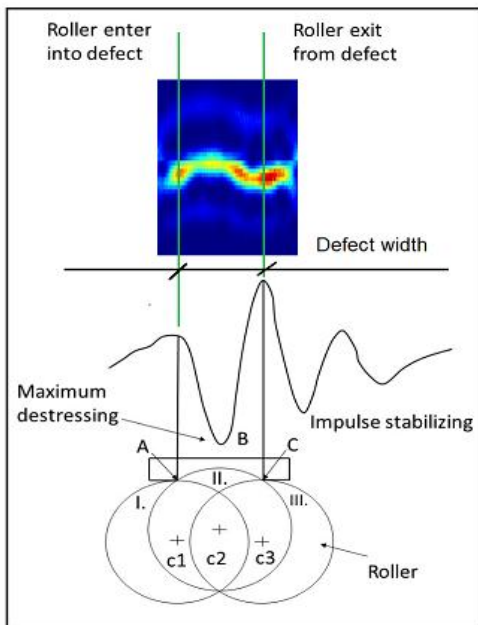 Roller enter
into defect
Roller exit
from defect
Defect width
Maximum
destressing
B
Impulse stabilizing
A
C
I.
II.
III.
c1
c2
c3
Roller